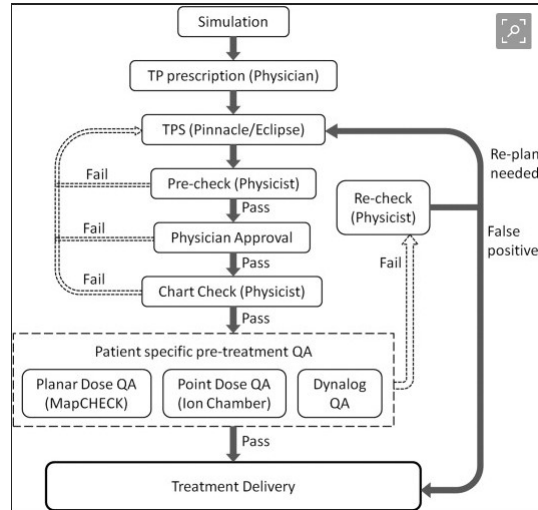 Simulation
TP prescription (Physician)
TPS (Pinnacle/Eclipse)
Fail
Pre-check (Physicist)
Pass
Fail
Physician Approval
Pass
Fail
Chart Check (Physicist)
Pass
Re-plan
needed
Re-check
(Physicist)
False
positive
Fail
Patient specific pre-treatment QA
Planar Dose QA
(MapCHECK)
Point Dose QA
(Ion Chamber)
Dynalog
QA
Pass
Treatment Delivery